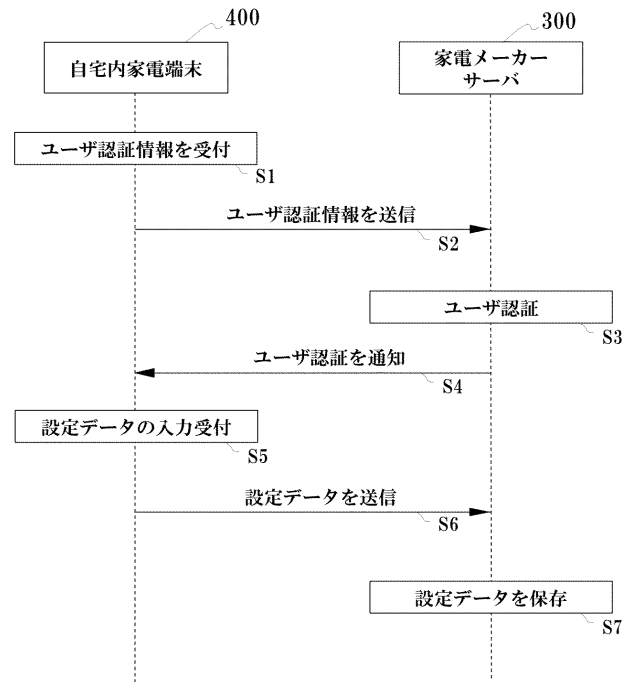 400
300
自宅内家電端末
家電メーカー
サーバ
ユーザ認証情報を受付
S1
ユーザ認証情報を送信
S2
ユーザ認証
S3
ユーザ認証を通知
S4
設定データの入力受付
S5
設定データを送信
S6
設定データを保存
S7